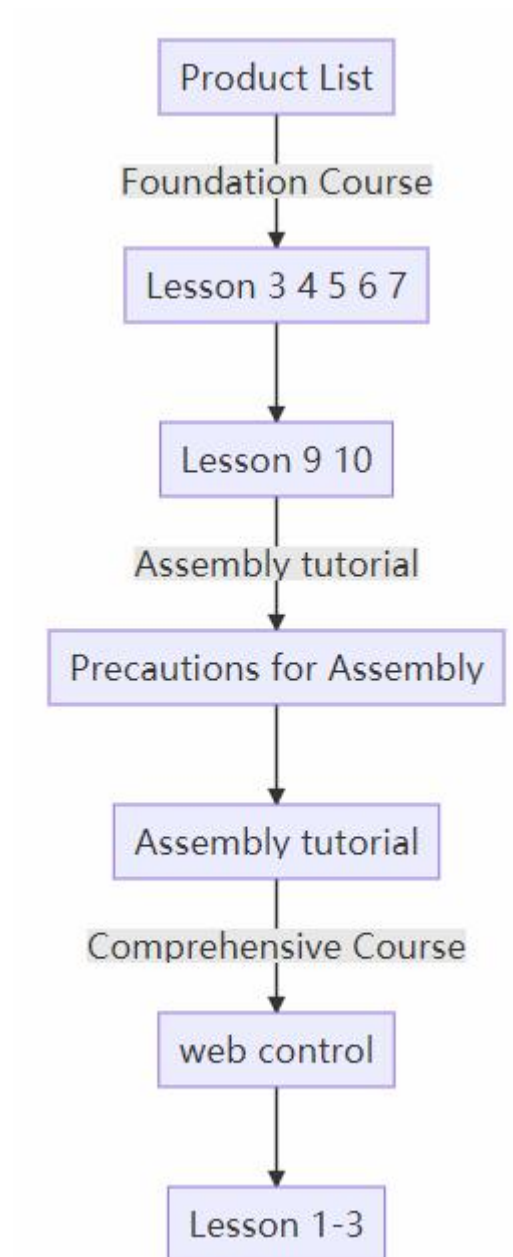 Product List
Foundation Course
Lesson 3 4 5 6 7
Lesson 9 10
Assembly tutorial
Precautions for Assembly
Assembly tutorial
Comprehensive Course
web control
Lesson 1-3